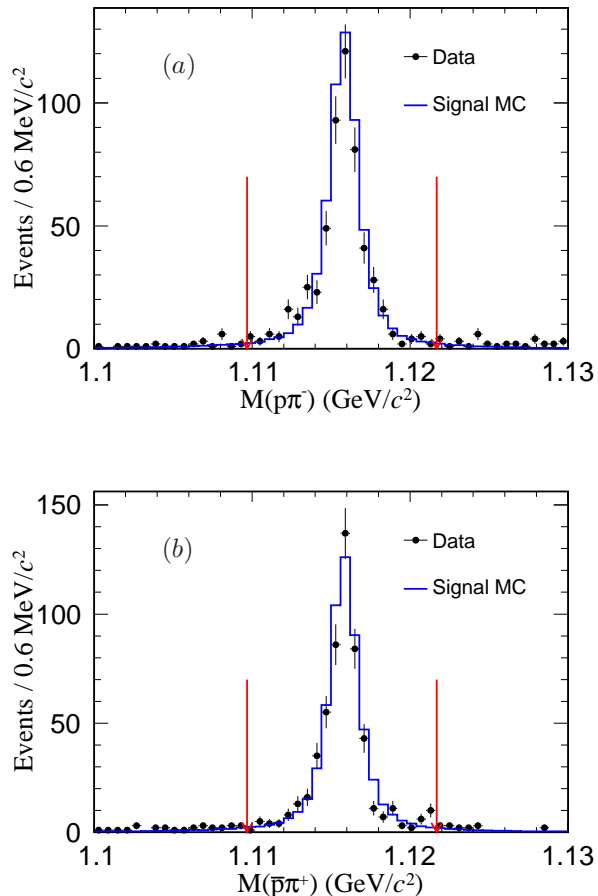 (a)
Data
Signal MC
Events / 0.6 MeV/c²
100
50
0
1.1 1.11 1.12 1.13
M(pπ⁻) (GeV/c²)
(b)
Data
Signal MC
Events / 0.6 MeV/c²
150
100
50
0
1.1 1.11 1.12 1.13
M(p̅π⁺) (GeV/c²)